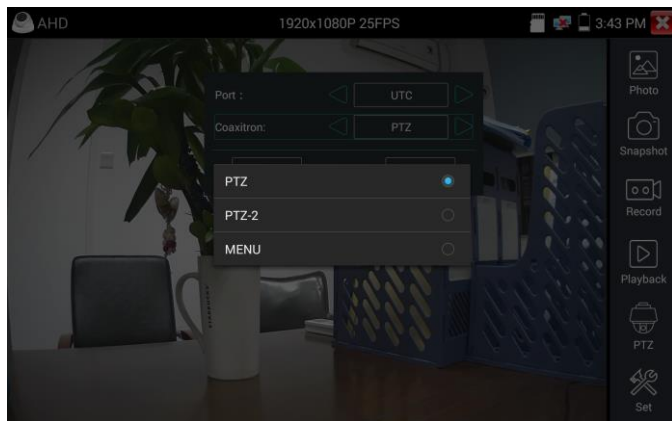 AHD 1920x1080P 25FPS 3:43 PM
Photo
Port : UTC
Coaxitron: PTZ
Snapshot
PTZ
PTZ-2
MENU
Record
Playback
PTZ
Set